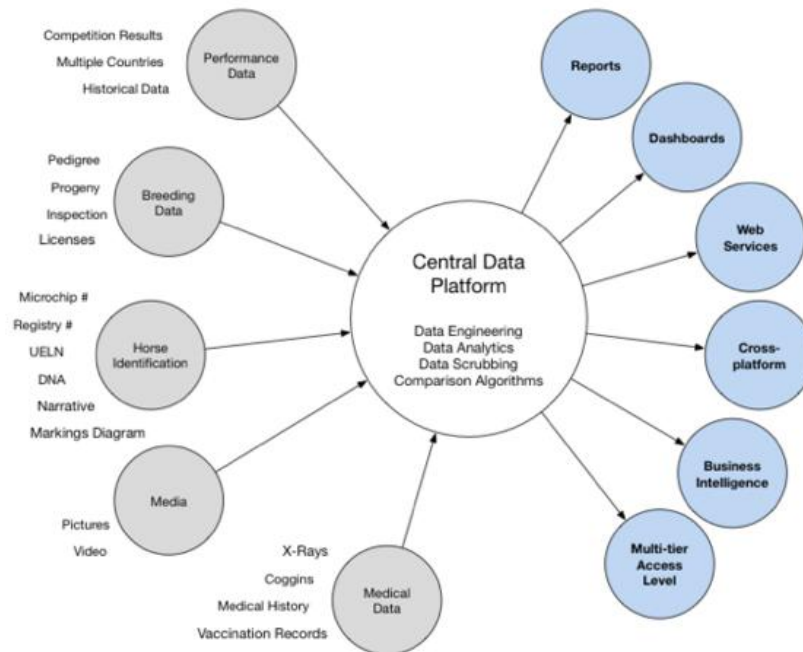 Competition Results
Multiple Countries
Historical Data
Performance
Data
Pedigree
Progeny
Inspection
Licenses
Breeding
Data
Microchip #
Registry #
UELN
DNA
Narrative
Markings Diagram
Horse
Identification
Pictures
Video
Media
X-Rays
Coggins
Medical History
Vaccination Records
Medical
Data
Central Data
Platform
Data Engineering
Data Analytics
Data Scrubbing
Comparison Algorithms
Reports
Dashboards
Web
Services
Cross-
platform
Business
Intelligence
Multi-tier
Access
Level